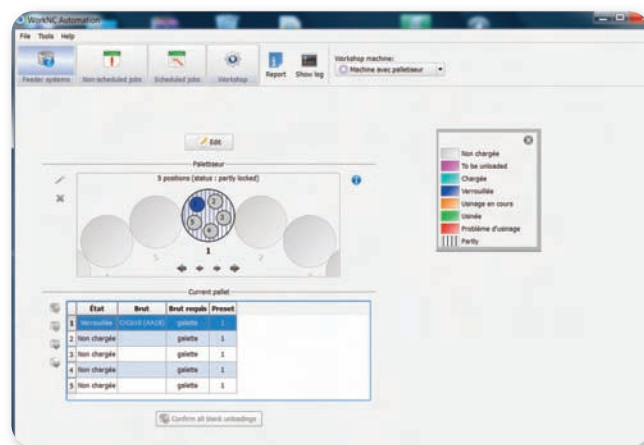 WorkNC Automation
File Tools Help
Feeder systems
Non-scheduled jobs
Scheduled jobs
Workshop
Report
Show log
Workshop machine:
Machine avec palletiseur
Edit
Palettiseur
5 positions (status : partly locked)
2
3
4
5
5
1
2
Non chargée
To be unloaded
Chargée
Verrouillée
Usinage en cours
Usinée
Problème d'usinage
Partly
Current pallet
État Brut Brut requis Preset
1 Verrouillée galette 1
2 Non chargée galette 1
3 Non chargée galette 1
4 Non chargée galette 1
5 Non chargée galette 1
Confirm all blank unloadings